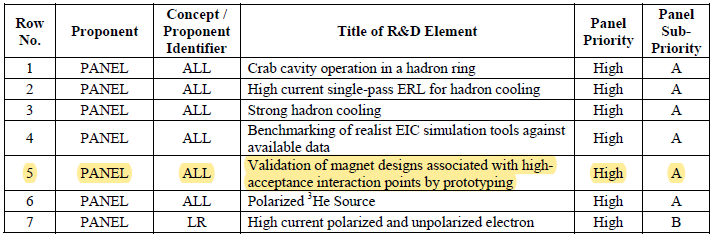 Row No. Proponent Concept / Proponent Identifier Title of R&D Element Panel Priority Panel Sub-Priority
1 PANEL ALL Crab cavity operation in a hadron ring High A
2 PANEL ALL High current single-pass ERL for hadron cooling High A
3 PANEL ALL Strong hadron cooling High A
4 PANEL ALL Benchmarking of realist EIC simulation tools against available data High A
5 PANEL ALL Validation of magnet designs associated with high-acceptance interaction points by prototyping High A
6 PANEL ALL Polarized ³He Source High A
7 PANEL LR High current polarized and unpolarized electron High B